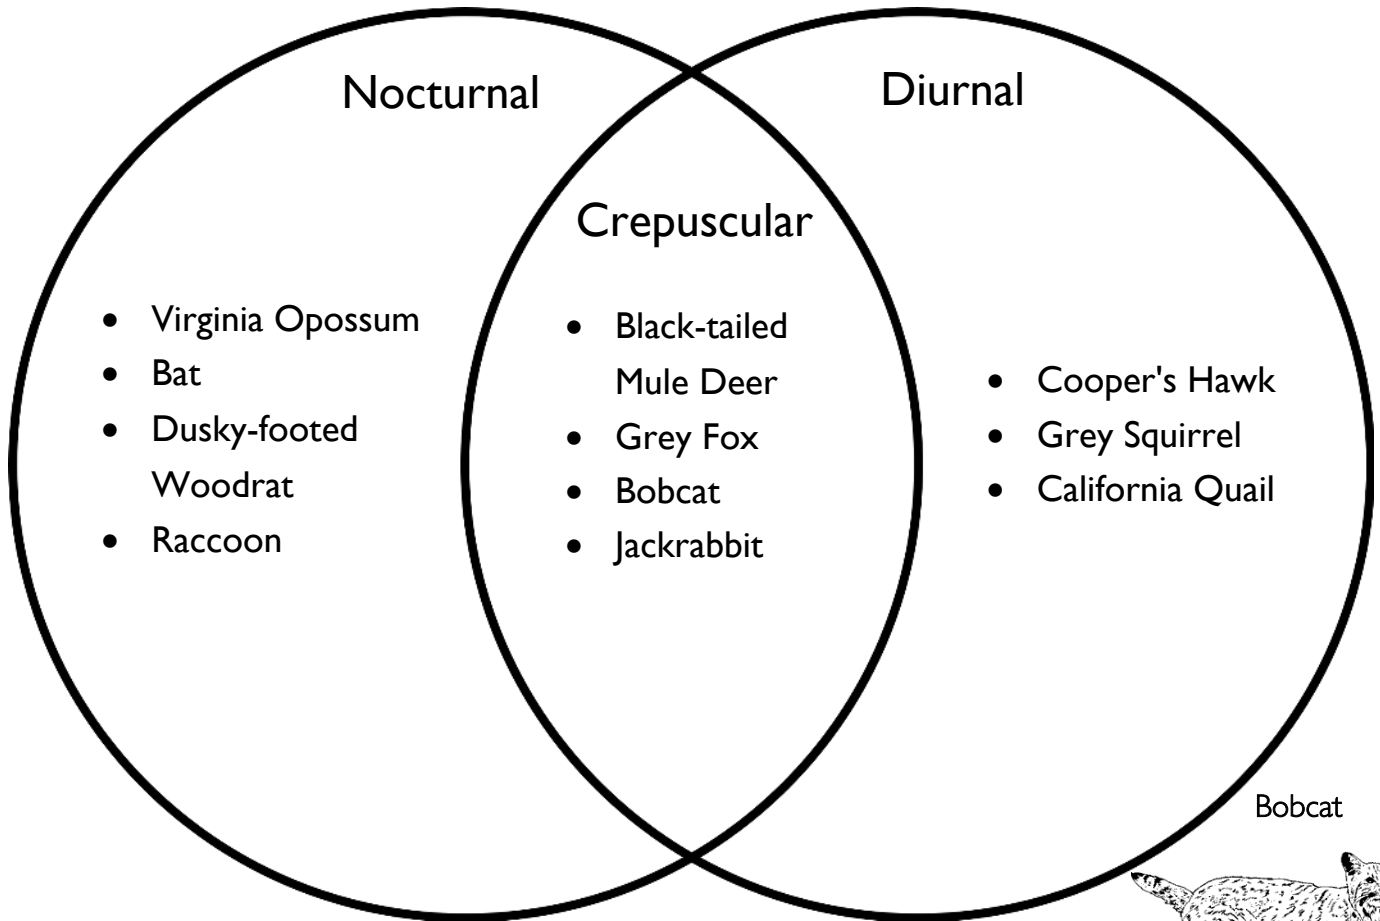 Nocturnal
Diurnal
Crepuscular
• Virginia Opossum
• Bat
• Dusky-footed
Woodrat
• Raccoon
• Black-tailed
Mule Deer
• Grey Fox
• Bobcat
• Jackrabbit
• Cooper's Hawk
• Grey Squirrel
• California Quail
Bobcat